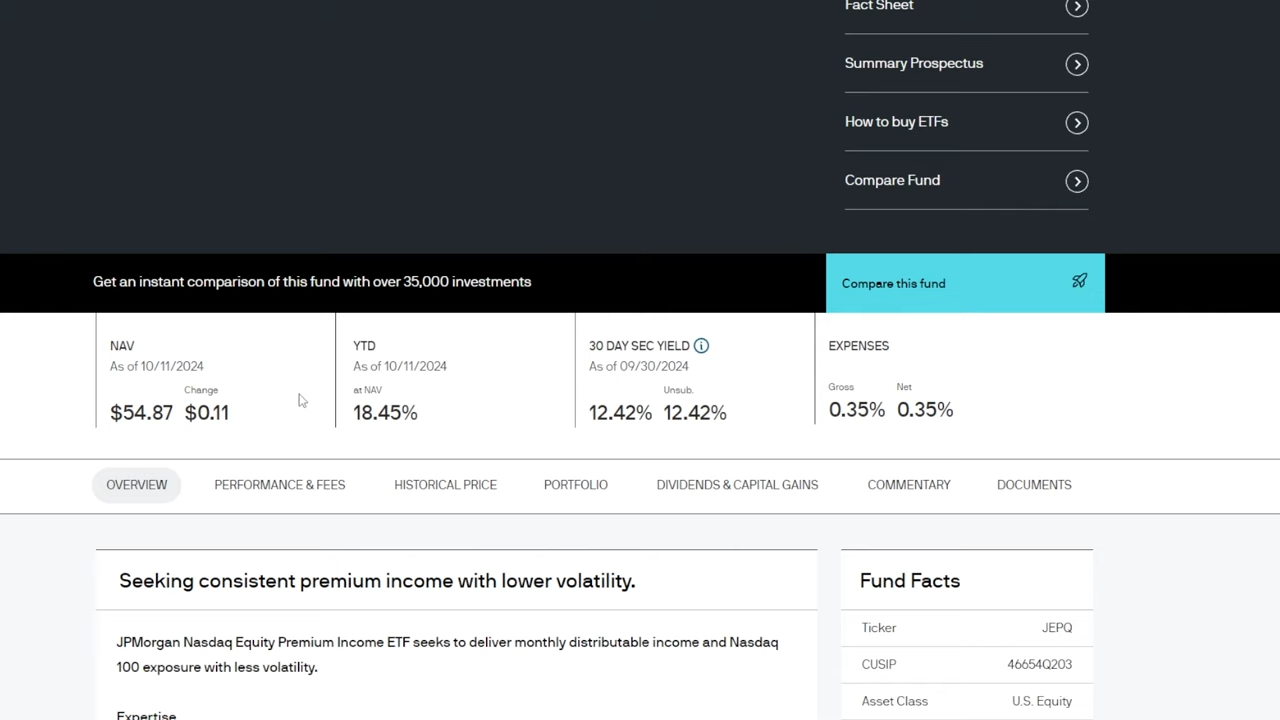 Fact Sheet
Summary Prospectus
How to buy ETFs
Compare Fund
Get an instant comparison of this fund with over 35,000 investments
Compare this fund
NAV
As of 10/11/2024
Change
$54.87 $0.11
YTD
As of 10/11/2024
at NAV
18.45%
30 DAY SEC YIELD
As of 09/30/2024
Unsub.
12.42% 12.42%
EXPENSES
Gross Net
0.35% 0.35%
OVERVIEW PERFORMANCE & FEES HISTORICAL PRICE PORTFOLIO DIVIDENDS & CAPITAL GAINS COMMENTARY DOCUMENTS
Seeking consistent premium income with lower volatility.
JPMorgan Nasdaq Equity Premium Income ETF seeks to deliver monthly distributable income and Nasdaq
100 exposure with less volatility.
Expertise
Fund Facts
Ticker JEPQ
CUSIP 46654Q203
Asset Class U.S. Equity